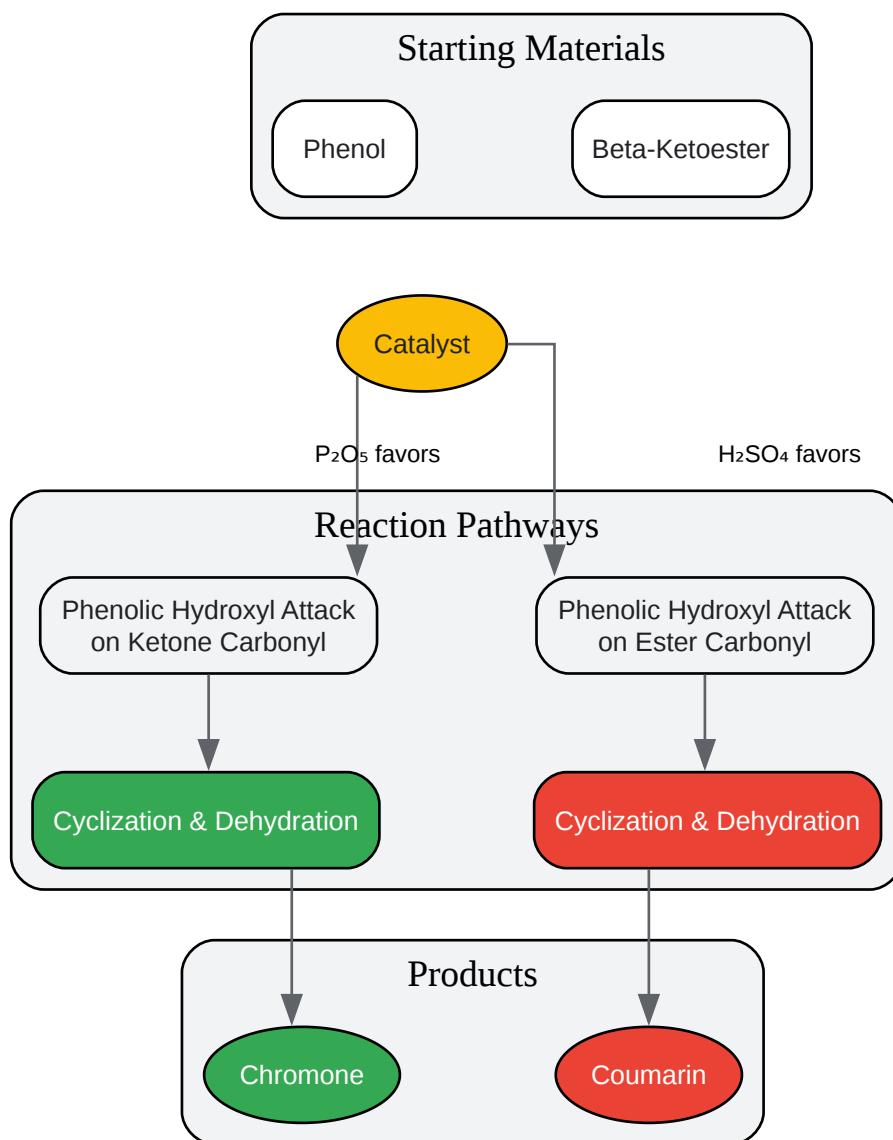 Starting Materials
Phenol
Beta-Ketoester
Catalyst
P₂O₅ favors
H₂SO₄ favors
Reaction Pathways
Phenolic Hydroxyl Attack
on Ketone Carbonyl
Phenolic Hydroxyl Attack
on Ester Carbonyl
Cyclization & Dehydration
Cyclization & Dehydration
Products
Chromone
Coumarin